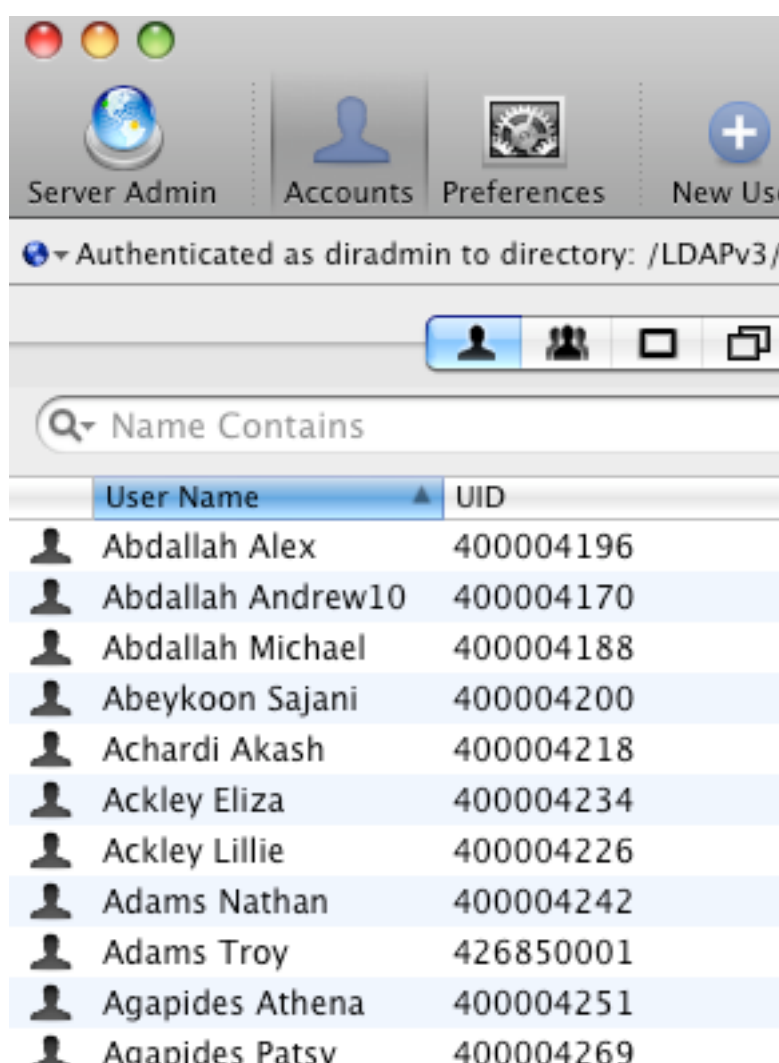 Server Admin Accounts Preferences New Use
Authenticated as diradmin to directory: /LDAPv3/
Name Contains
User Name UID
Abdallah Alex 400004196
Abdallah Andrew10 400004170
Abdallah Michael 400004188
Abeykoon Sajani 400004200
Achardi Akash 400004218
Ackley Eliza 400004234
Ackley Lillie 400004226
Adams Nathan 400004242
Adams Troy 426850001
Agapides Athena 400004251
Agapides Patsy 400004269